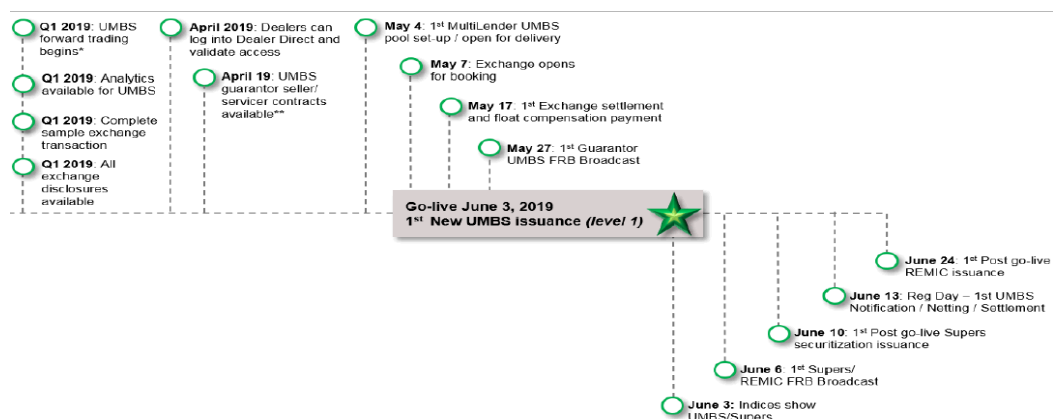 Q1 2019: UMBS
forward trading
begins*
Q1 2019: Analytics
available for UMBS
Q1 2019: Complete
sample exchange
transaction
Q1 2019: All
exchange
disclosures
available
April 2019: Dealers can
log into Dealer Direct and
validate access
April 19: UMBS
guarantor seller/
servicer contracts
available**
May 4: 1st MultiLender UMBS
pool set-up / open for delivery
May 7: Exchange opens
for booking
May 17: 1st Exchange settlement
and float compensation payment
May 27: 1st Guarantor
UMBS FRB Broadcast
Go-live June 3, 2019
1st New UMBS issuance (level 1)
June 24: 1st Post go-live
REMIC issuance
June 13: Reg Day – 1st UMBS
Notification / Netting / Settlement
June 10: 1st Post go-live Supers
securitization issuance
June 6: 1st Supers/
REMIC FRB Broadcast
June 3: Indices show
UMBS/Supers